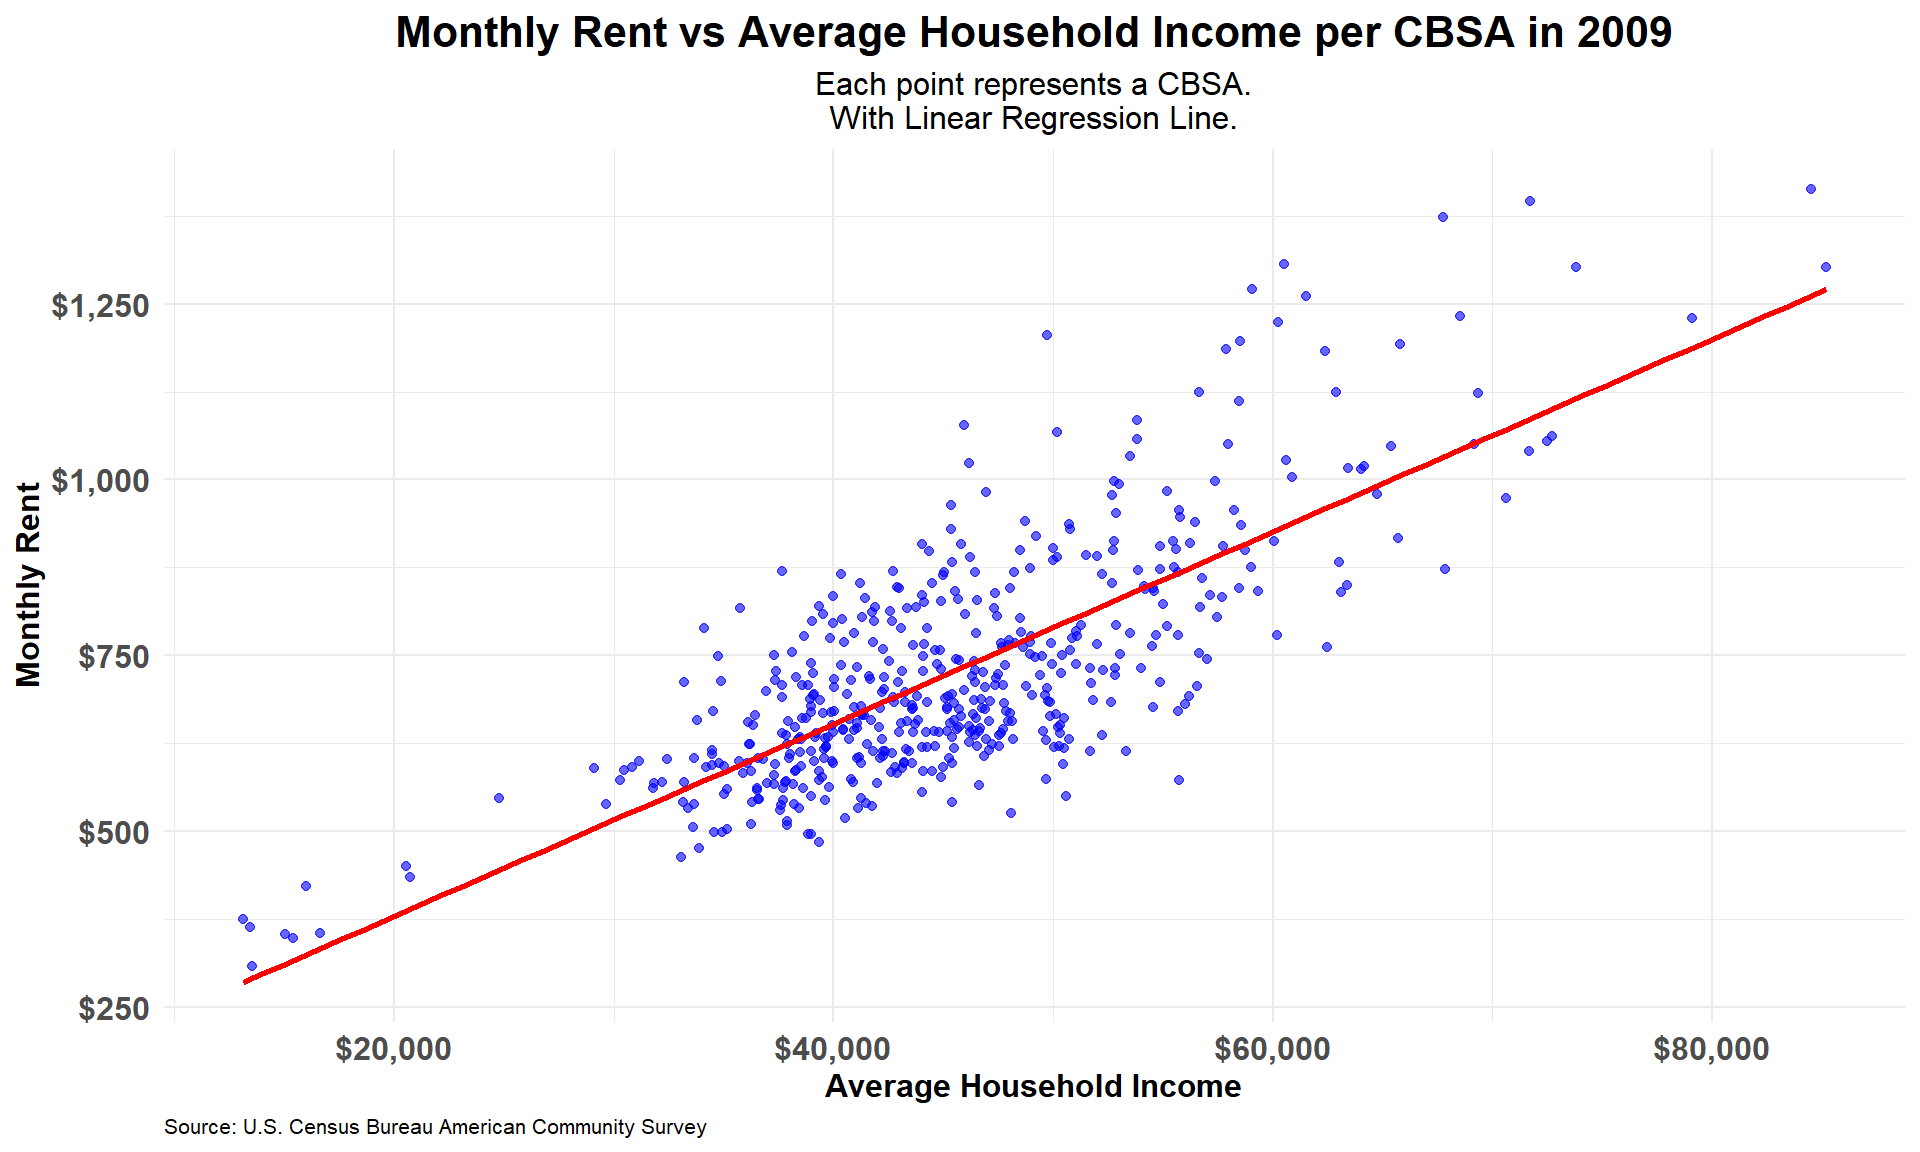 Monthly Rent vs Average Household Income per CBSA in 2009
Each point represents a CBSA.
With Linear Regression Line.
Monthly Rent
$1,250
$1,000
$750
$500
$250
$20,000 $40,000 $60,000 $80,000
Average Household Income
Source: U.S. Census Bureau American Community Survey